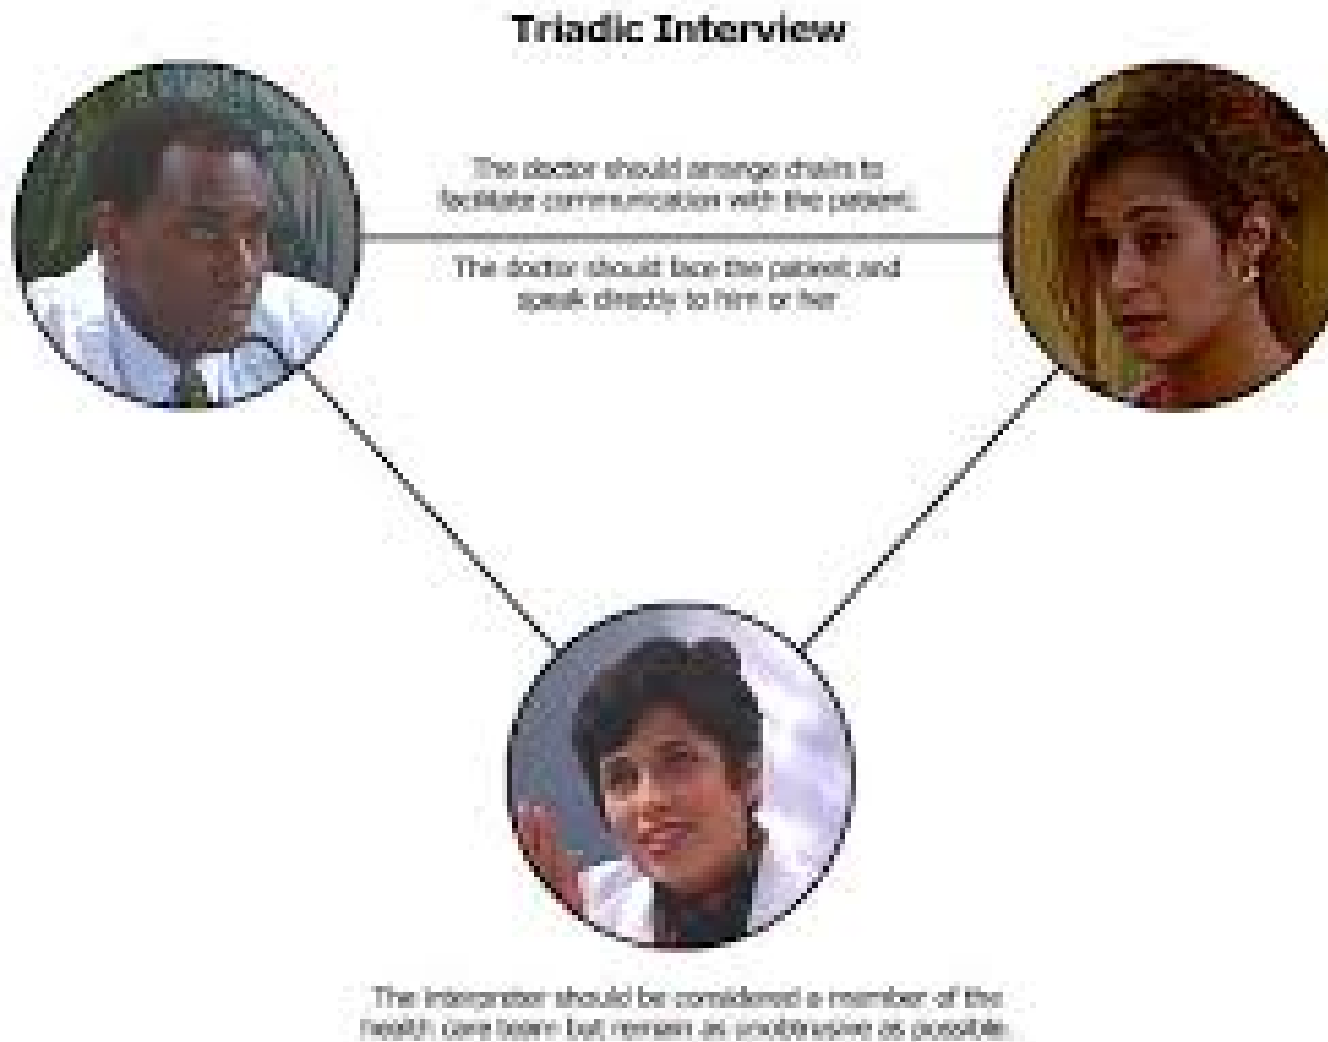 Triadic Interview
The doctor should arrange chairs to
facilitate communication with the patient.
The doctor should face the patient and
speak directly to him or her
The interpreter should be considered a member of the
health care team but remain as unobtrusive as possible.